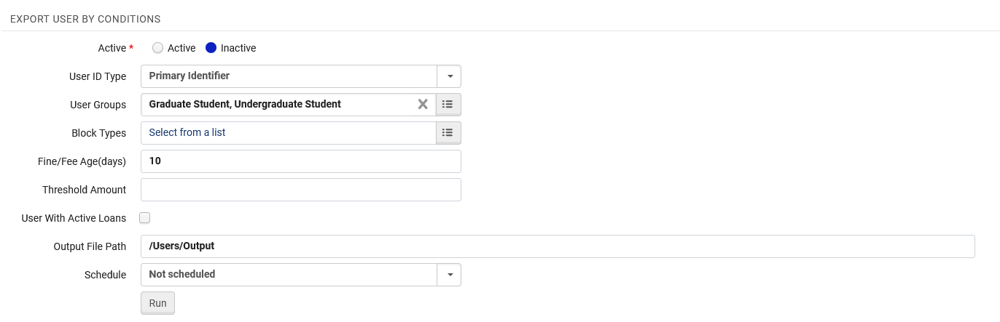 EXPORT USER BY CONDITIONS
Active * Active Inactive
User ID Type Primary Identifier
User Groups Graduate Student, Undergraduate Student
Block Types Select from a list
Fine/Fee Age(days) 10
Threshold Amount
User With Active Loans
Output File Path /Users/Output
Schedule Not scheduled
Run